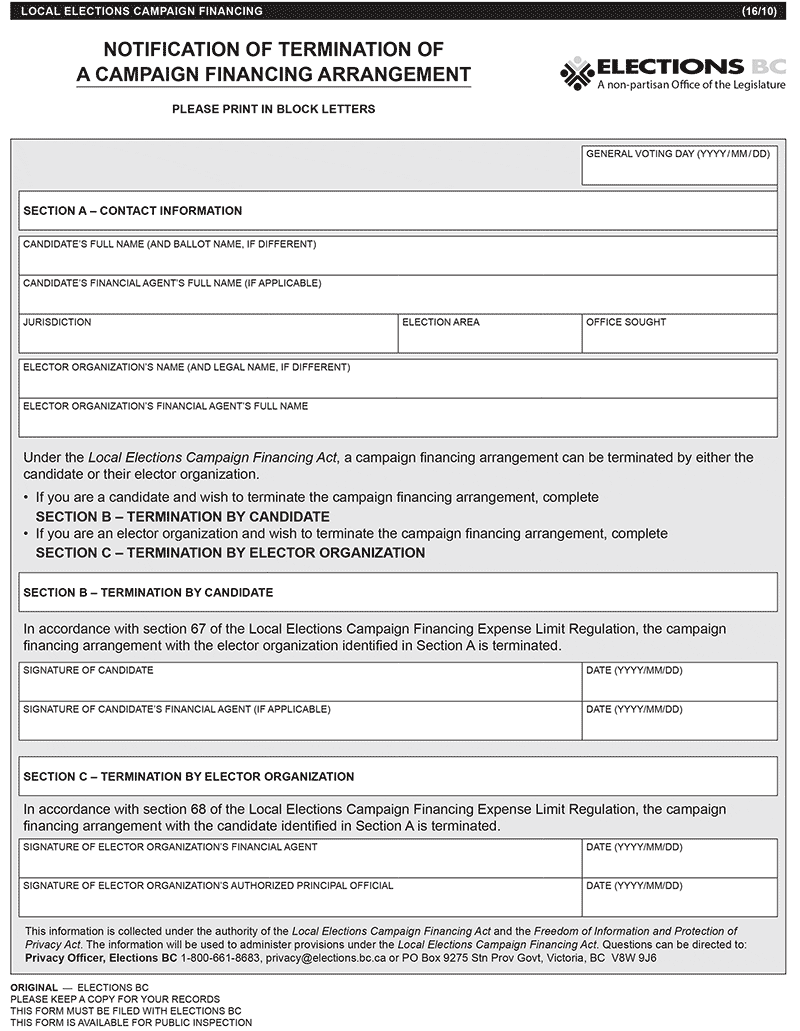 LOCAL ELECTIONS CAMPAIGN FINANCING (16/10)
NOTIFICATION OF TERMINATION OF
A CAMPAIGN FINANCING ARRANGEMENT
ELECTIONS BC
A non-partisan Office of the Legislature
PLEASE PRINT IN BLOCK LETTERS
GENERAL VOTING DAY (YYYY/MM/DD)
SECTION A – CONTACT INFORMATION
CANDIDATE'S FULL NAME (AND BALLOT NAME, IF DIFFERENT)
CANDIDATE'S FINANCIAL AGENT'S FULL NAME (IF APPLICABLE)
JURISDICTION ELECTION AREA OFFICE SOUGHT
ELECTOR ORGANIZATION'S NAME (AND LEGAL NAME, IF DIFFERENT)
ELECTOR ORGANIZATION'S FINANCIAL AGENT'S FULL NAME
Under the Local Elections Campaign Financing Act, a campaign financing arrangement can be terminated by either the
candidate or their elector organization.
• If you are a candidate and wish to terminate the campaign financing arrangement, complete
SECTION B – TERMINATION BY CANDIDATE
• If you are an elector organization and wish to terminate the campaign financing arrangement, complete
SECTION C – TERMINATION BY ELECTOR ORGANIZATION
SECTION B – TERMINATION BY CANDIDATE
In accordance with section 67 of the Local Elections Campaign Financing Expense Limit Regulation, the campaign
financing arrangement with the elector organization identified in Section A is terminated.
SIGNATURE OF CANDIDATE DATE (YYYY/MM/DD)
SIGNATURE OF CANDIDATE'S FINANCIAL AGENT (IF APPLICABLE) DATE (YYYY/MM/DD)
SECTION C – TERMINATION BY ELECTOR ORGANIZATION
In accordance with section 68 of the Local Elections Campaign Financing Expense Limit Regulation, the campaign
financing arrangement with the candidate identified in Section A is terminated.
SIGNATURE OF ELECTOR ORGANIZATION'S FINANCIAL AGENT DATE (YYYY/MM/DD)
SIGNATURE OF ELECTOR ORGANIZATION'S AUTHORIZED PRINCIPAL OFFICIAL DATE (YYYY/MM/DD)
This information is collected under the authority of the Local Elections Campaign Financing Act and the Freedom of Information and Protection of
Privacy Act. The information will be used to administer provisions under the Local Elections Campaign Financing Act. Questions can be directed to:
Privacy Officer, Elections BC 1-800-661-8683, privacy@elections.bc.ca or PO Box 9275 Stn Prov Govt, Victoria, BC V8W 9J6
ORIGINAL — ELECTIONS BC
PLEASE KEEP A COPY FOR YOUR RECORDS
THIS FORM MUST BE FILED WITH ELECTIONS BC
THIS FORM IS AVAILABLE FOR PUBLIC INSPECTION